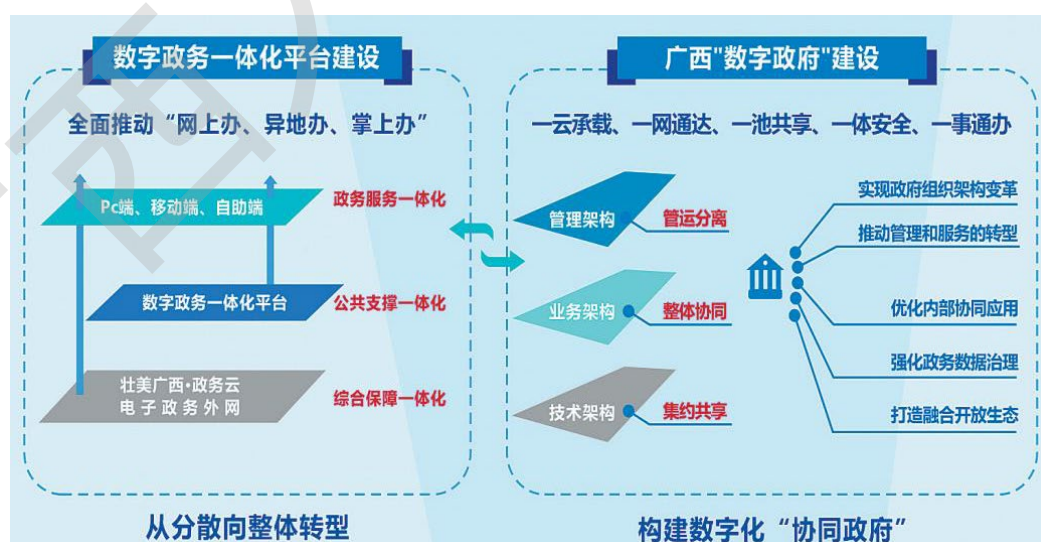 数字政务一体化平台建设
全面推动“网上办、异地办、掌上办”
Pc端、移动端、自助端
政务服务一体化
数字政务一体化平台
公共支撑一体化
壮美广西·政务云
电子政务外网
综合保障一体化
从分散向整体转型
广西"数字政府"建设
一云承载、一网通达、一池共享、一体安全、一事通办
管理架构
管运分离
业务架构
整体协同
技术架构
集约共享
实现政府组织架构变革
推动管理和服务的转型
优化内部协同应用
强化政务数据治理
打造融合开放生态
构建数字化“协同政府”
西